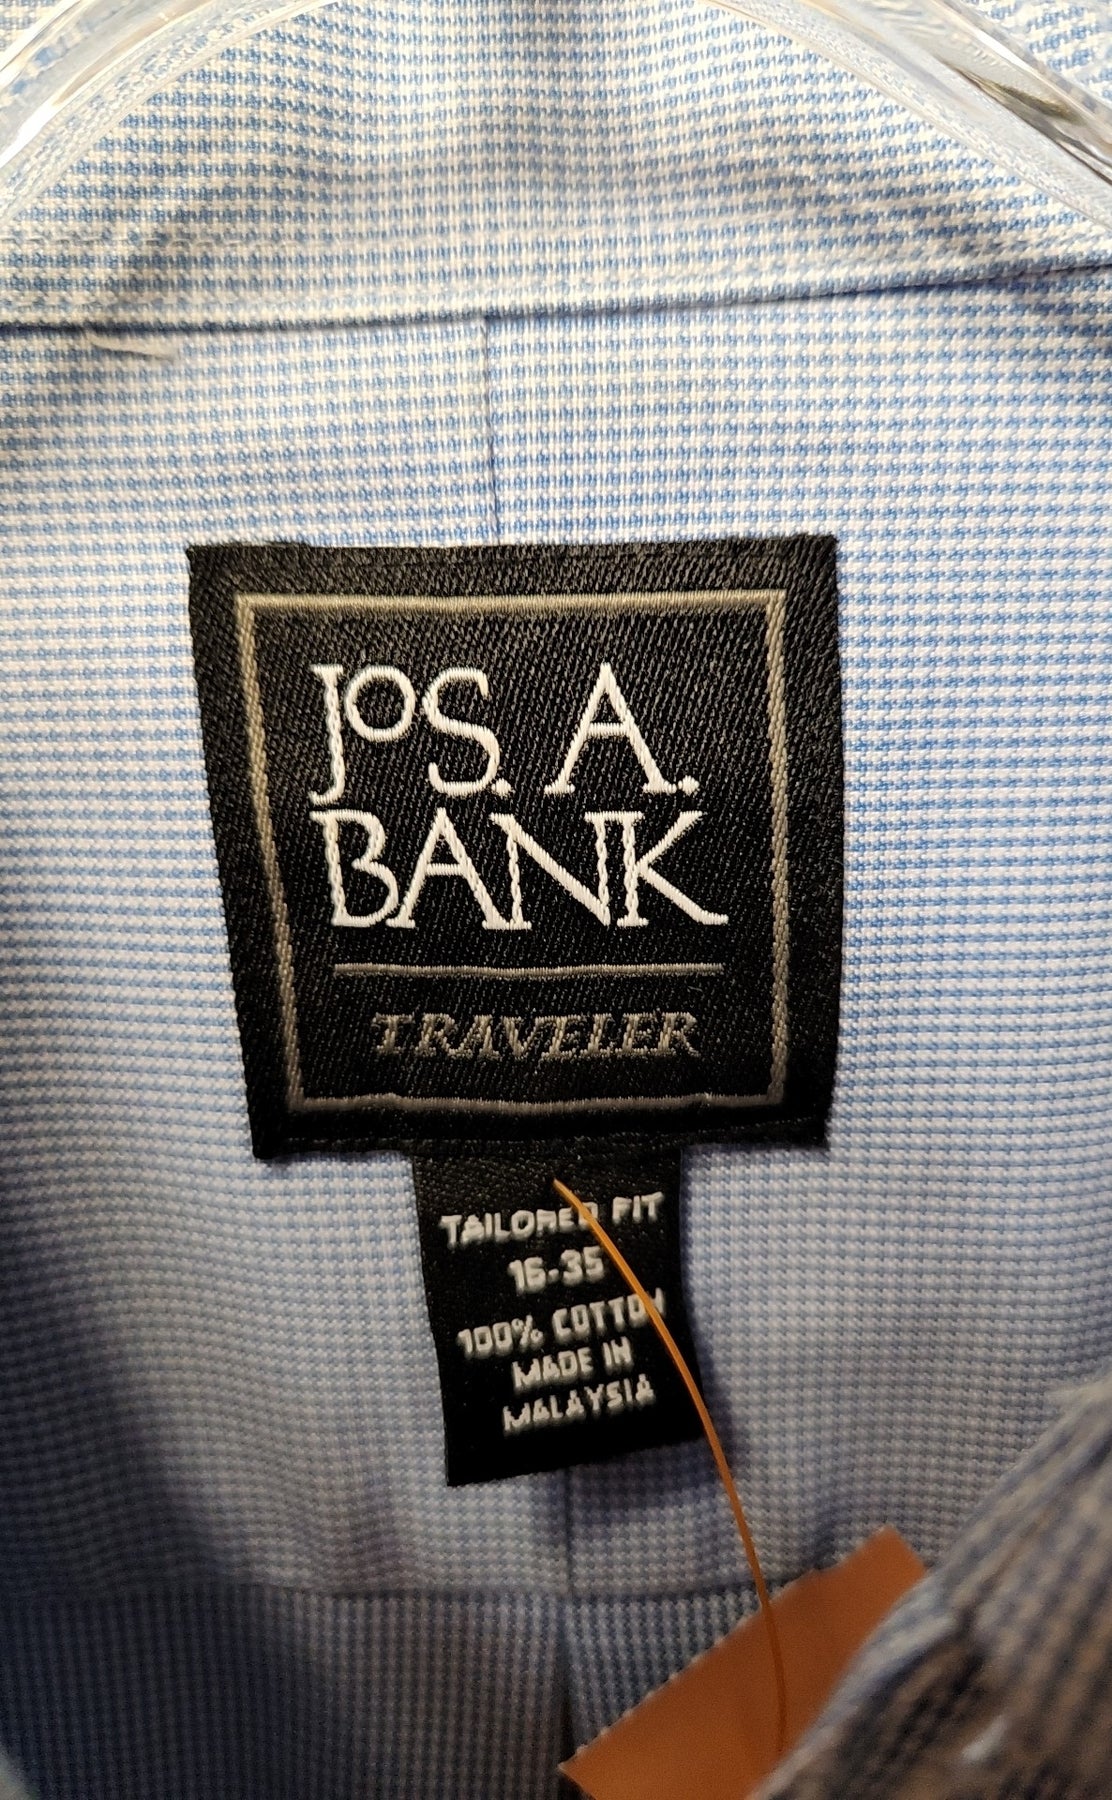 JOS. A.
BANK
TRAVELER
TAILORED FIT
16-35
100% COTTON
MADE IN
MALAYSIA